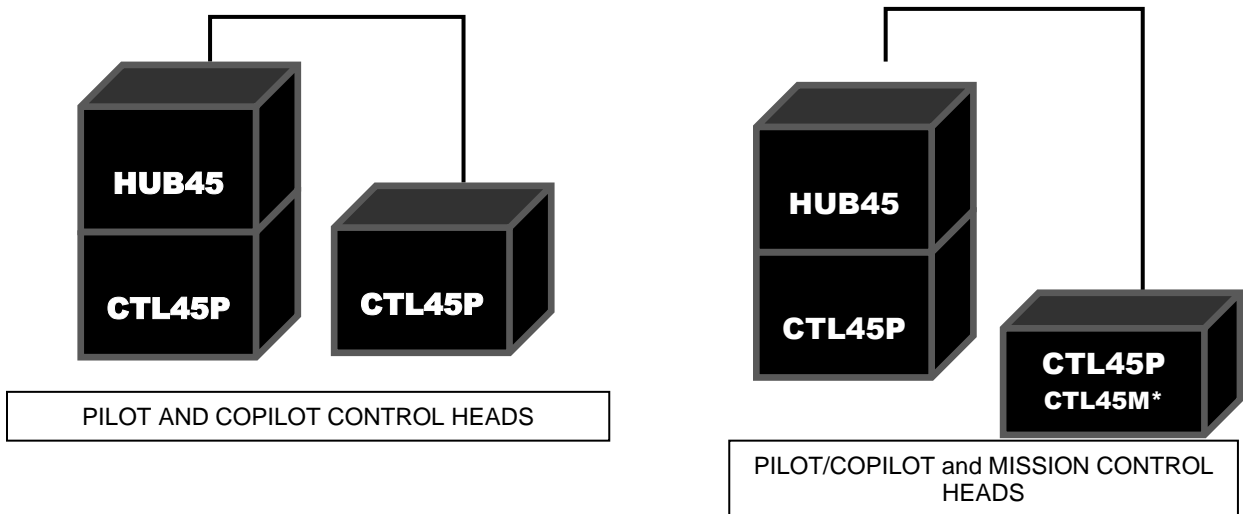 HUB45
CTL45P
CTL45P
PILOT AND COPILOT CONTROL HEADS
HUB45
CTL45P
CTL45P
CTL45M*
PILOT/COPILOT and MISSION CONTROL
HEADS